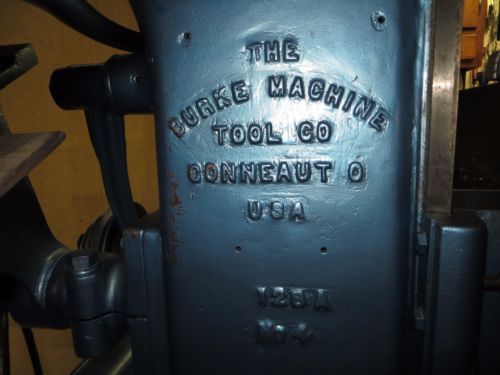 THE
BURKE MACHINE
TOOL CO
CONNEAUT O
USA
NO 4